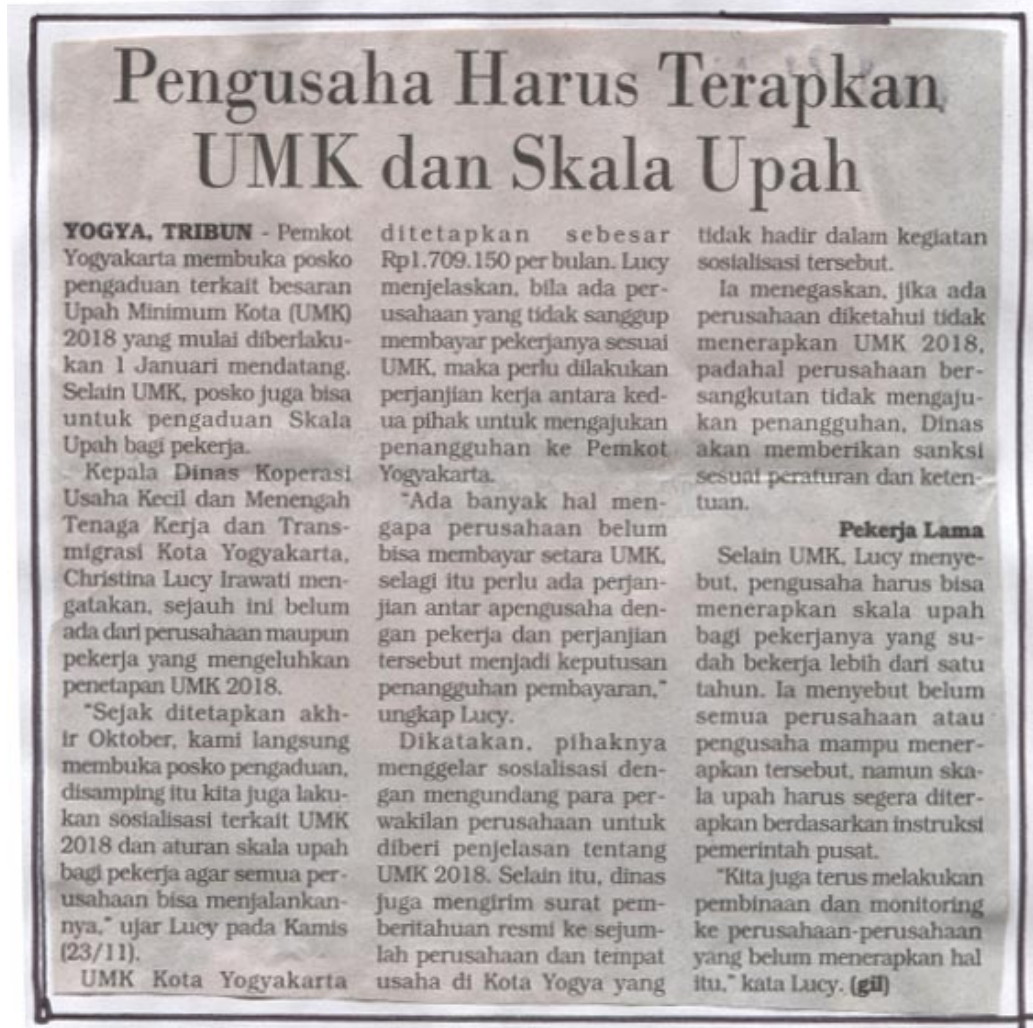 Pengusaha Harus Terapkan
UMK dan Skala Upah
YOGYA, TRIBUN - Pemkot
Yogyakarta membuka posko
pengaduan terkait besaran
Upah Minimum Kota (UMK)
2018 yang mulai diberlaku-
kan 1 Januari mendatang.
Selain UMK, posko juga bisa
untuk pengaduan Skala
Upah bagi pekerja.
Kepala Dinas Koperasi
Usaha Kecil dan Menengah
Tenaga Kerja dan Trans-
migrasi Kota Yogyakarta,
Christina Lucy Irawati men-
gatakan, sejauh ini belum
ada dari perusahaan maupun
pekerja yang mengeluhkan
penetapan UMK 2018.
"Sejak ditetapkan akh-
ir Oktober, kami langsung
membuka posko pengaduan,
disamping itu kita juga laku-
kan sosialisasi terkait UMK
2018 dan aturan skala upah
bagi pekerja agar semua per-
usahaan bisa menjalankan-
nya," ujar Lucy pada Kamis
(23/11).
UMK Kota Yogyakarta
ditetapkan sebesar
Rp1.709.150 per bulan. Lucy
menjelaskan, bila ada per-
usahaan yang tidak sanggup
membayar pekerjanya sesuai
UMK, maka perlu dilakukan
perjanjian kerja antara ked-
ua pihak untuk mengajukan
penangguhan ke Pemkot
Yogyakarta.
"Ada banyak hal men-
gapa perusahaan belum
bisa membayar setara UMK,
selagi itu perlu ada perjan-
jian antar apengusaha den-
gan pekerja dan perjanjian
tersebut menjadi keputusan
penangguhan pembayaran,"
ungkap Lucy.
Dikatakan, pihaknya
menggelar sosialisasi den-
gan mengundang para per-
wakilan perusahaan untuk
diberi penjelasan tentang
UMK 2018. Selain itu, dinas
juga mengirim surat pem-
beritahuan resmi ke sejum-
lah perusahaan dan tempat
usaha di Kota Yogya yang
tidak hadir dalam kegiatan
sosialisasi tersebut.
Ia menegaskan, jika ada
perusahaan diketahui tidak
menerapkan UMK 2018,
padahal perusahaan ber-
sangkutan tidak mengaju-
kan penangguhan, Dinas
akan memberikan sanksi
sesuai peraturan dan keten-
tuan.
Pekerja Lama
Selain UMK, Lucy menye-
but, pengusaha harus bisa
menerapkan skala upah
bagi pekerjanya yang su-
dah bekerja lebih dari satu
tahun. Ia menyebut belum
semua perusahaan atau
pengusaha mampu mener-
apkan tersebut, namun ska-
la upah harus segera diter-
apkan berdasarkan instruksi
pemerintah pusat.
"Kita juga terus melakukan
pembinaan dan monitoring
ke perusahaan-perusahaan
yang belum menerapkan hal
itu," kata Lucy. (gil)